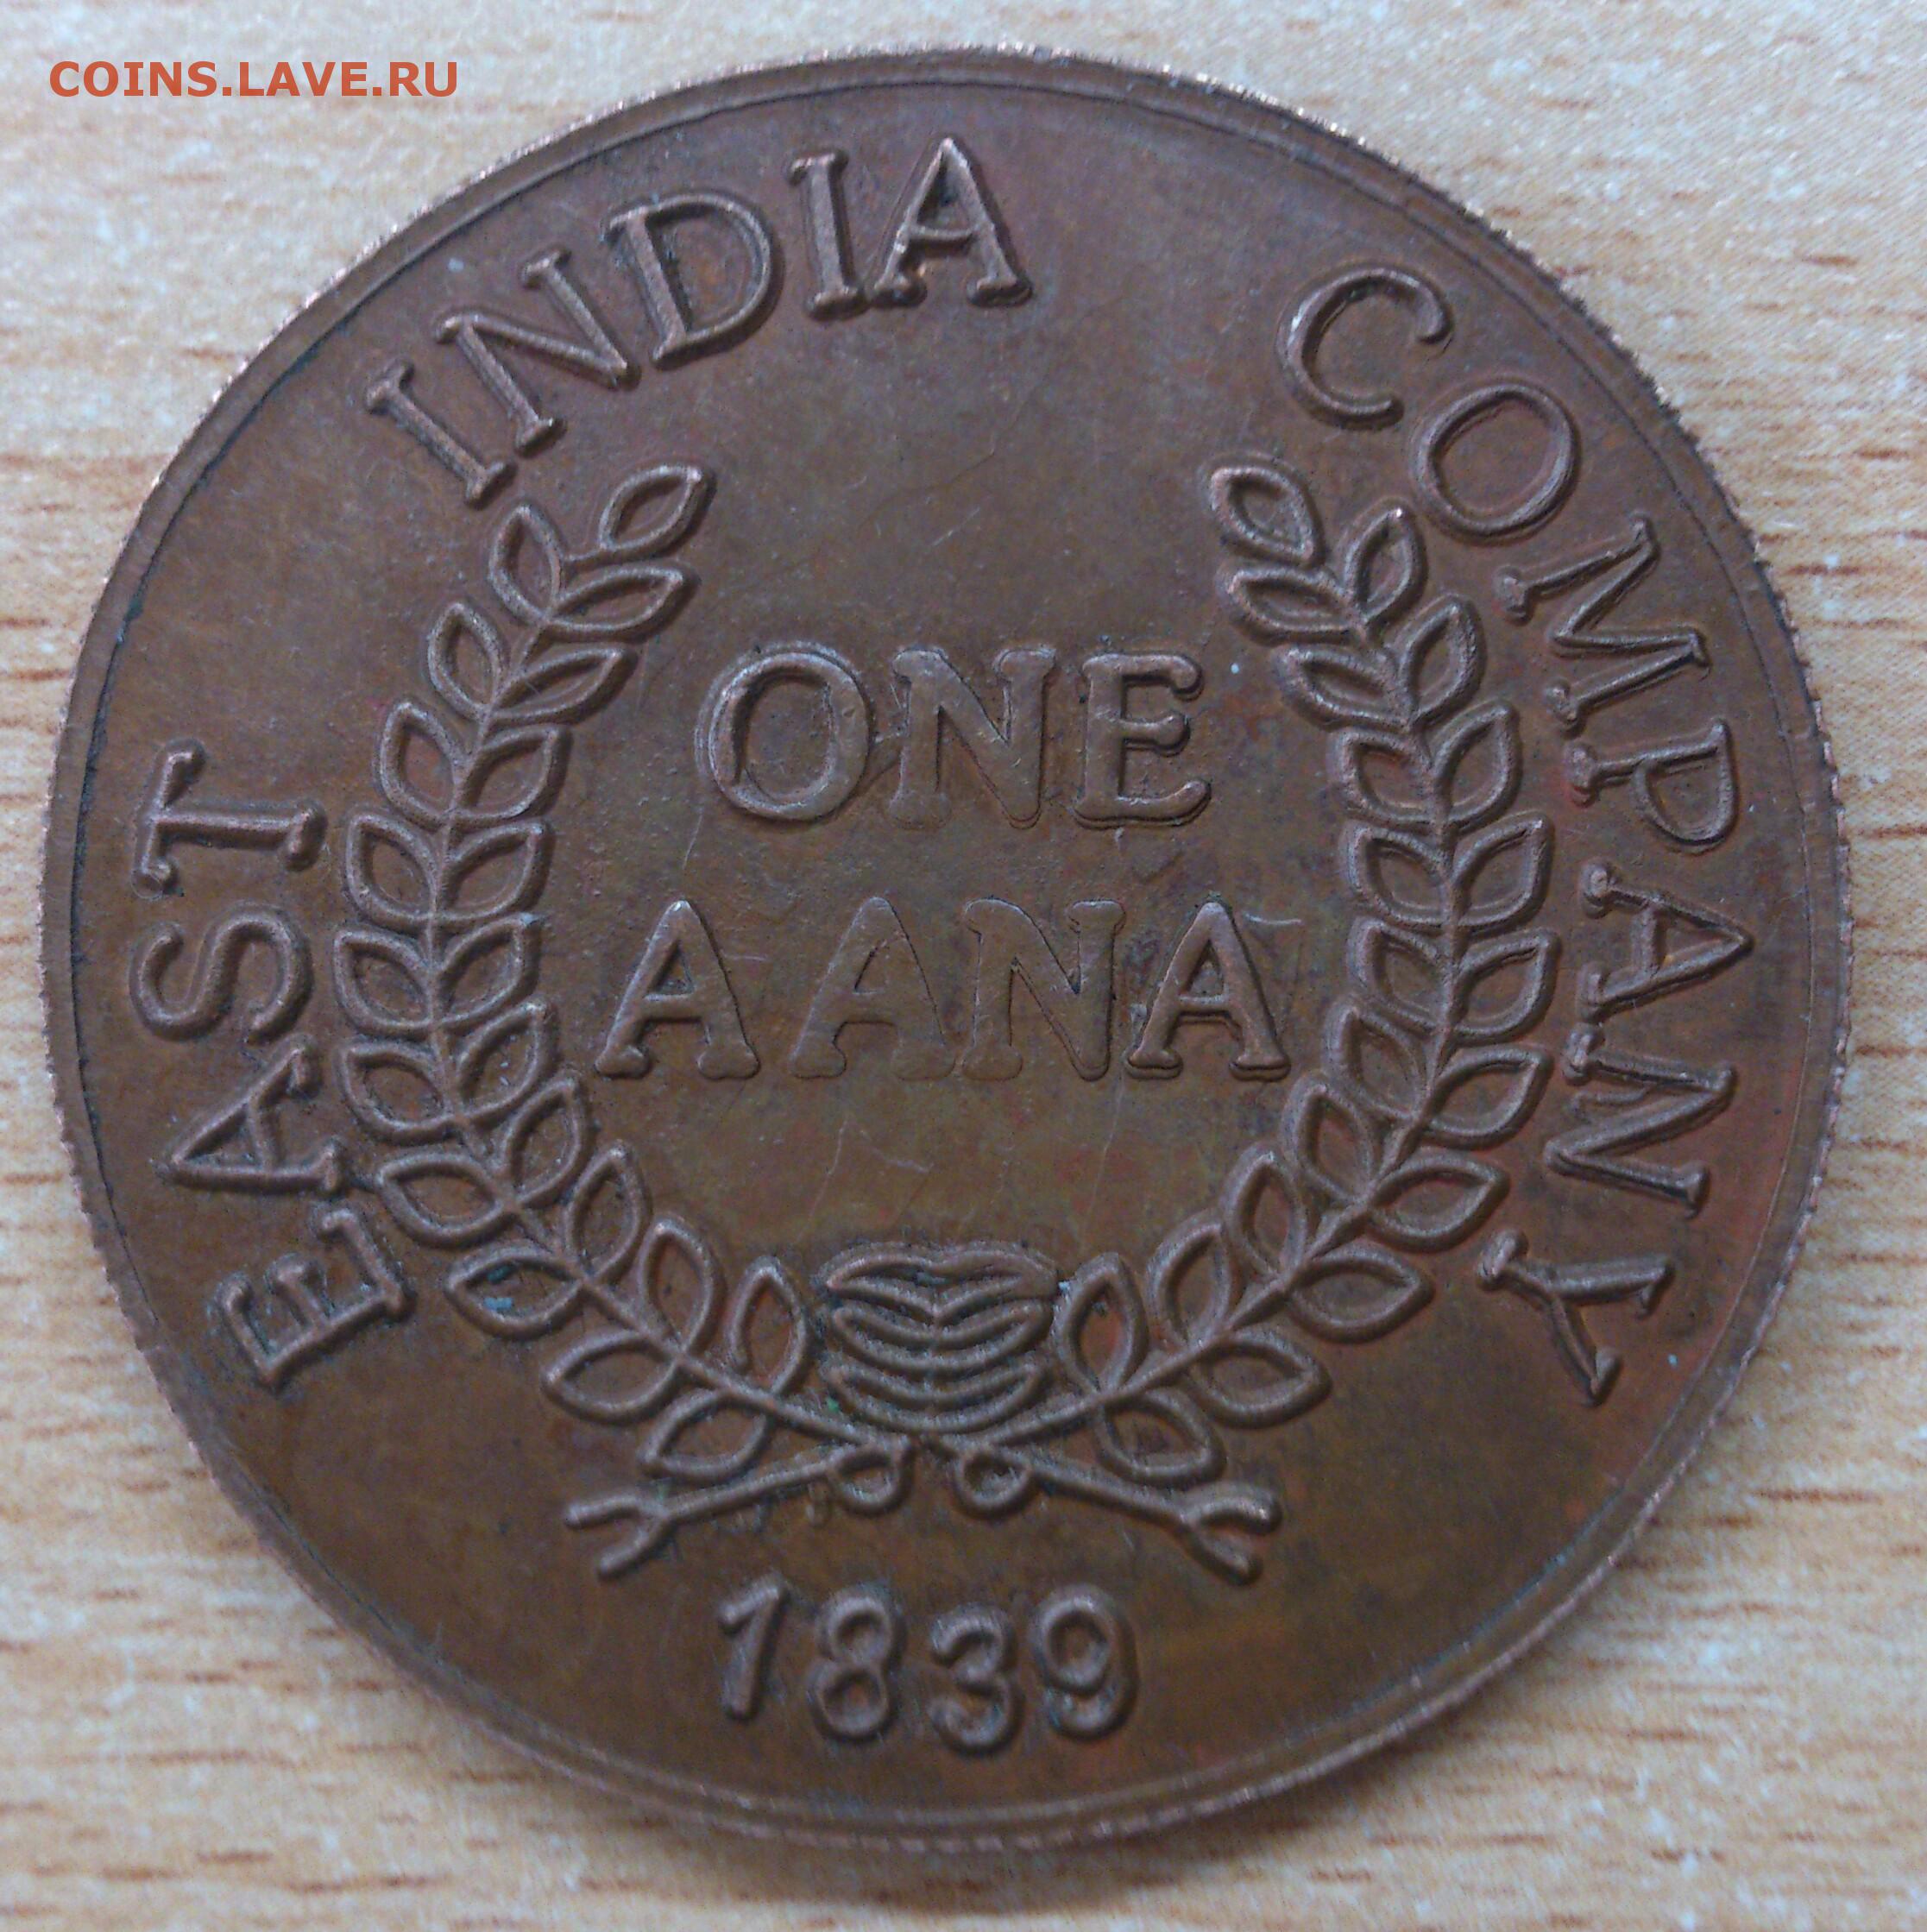 COINS.LAVE.RU
EAST INDIA COMPANY
ONE
AANA
1839